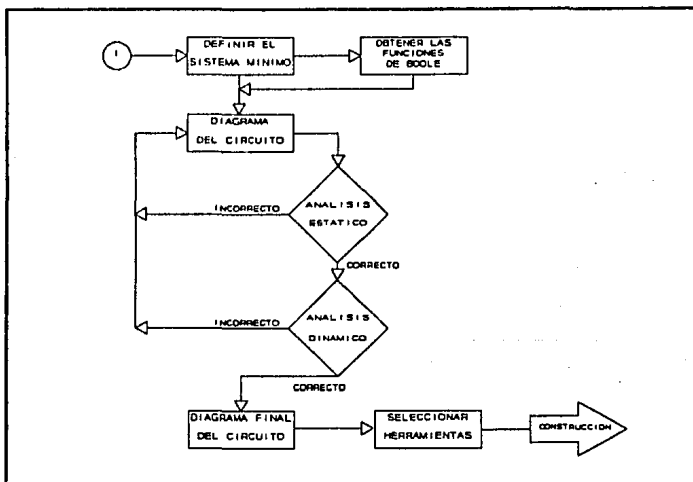 1
DEFINIR EL
SISTEMA MINIMO
OBTENER LAS
FUNCIONES
DE BOOLE
DIAGRAMA
DEL CIRCUITO
ANALISIS
ESTATICO
INCORRECTO
CORRECTO
ANALISIS
DINAMICO
INCORRECTO
CORRECTO
DIAGRAMA FINAL
DEL CIRCUITO
SELECCIONAR
HERRAMIENTAS
CONSTRUCCION